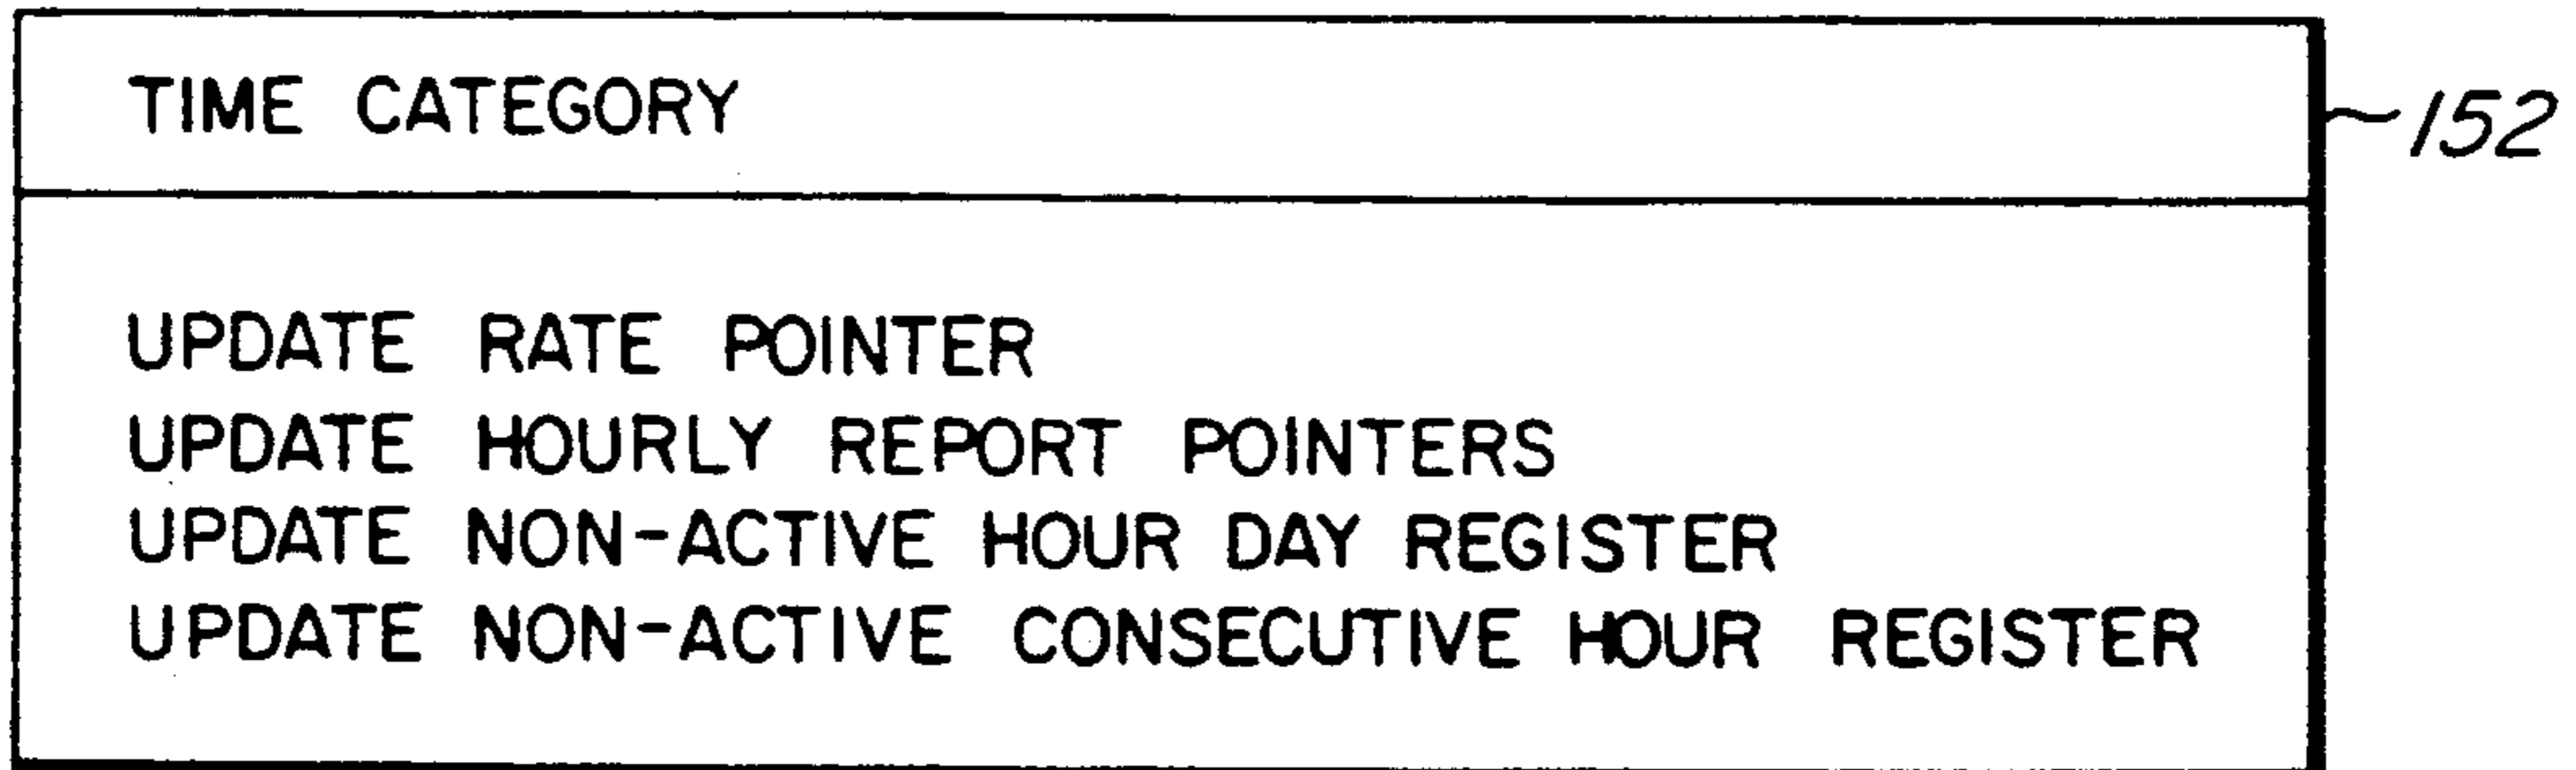 TIME CATEGORY
152
UPDATE RATE POINTER
UPDATE HOURLY REPORT POINTERS
UPDATE NON-ACTIVE HOUR DAY REGISTER
UPDATE NON-ACTIVE CONSECUTIVE HOUR REGISTER